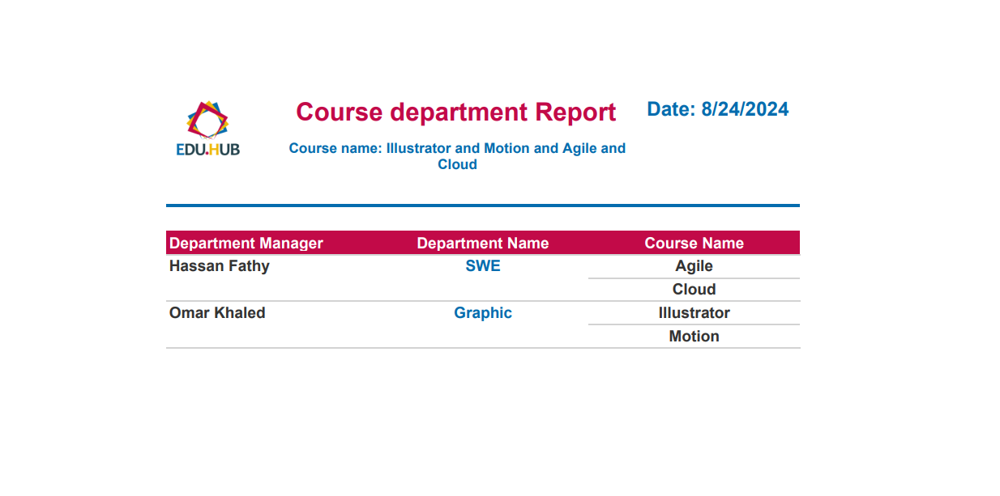 EDU.HUB
Course department Report
Date: 8/24/2024
Course name: Illustrator and Motion and Agile and
Cloud
Department Manager Department Name Course Name
Hassan Fathy SWE Agile
Cloud
Omar Khaled Graphic Illustrator
Motion